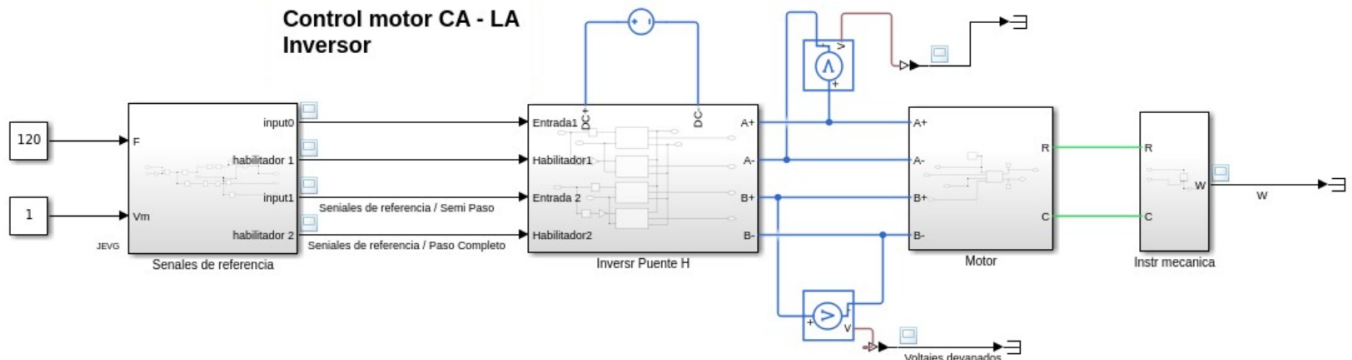 Control motor CA - LA
Inversor
120
F
1
Vm
JEVG
input0
habilitador 1
input1
habilitador 2
Senales de referencia
Seniales de referencia / Semi Paso
Seniales de referencia / Paso Completo
DC+
DC-
Entrada1
Habilitador1
Entrada 2
Habilitador2
A+
A-
B+
B-
Inversr Puente H
V
V
+
+
V
V
Voltajes devanados
A+
A-
B+
B-
R
C
Motor
R
C
W
Instr mecanica
W